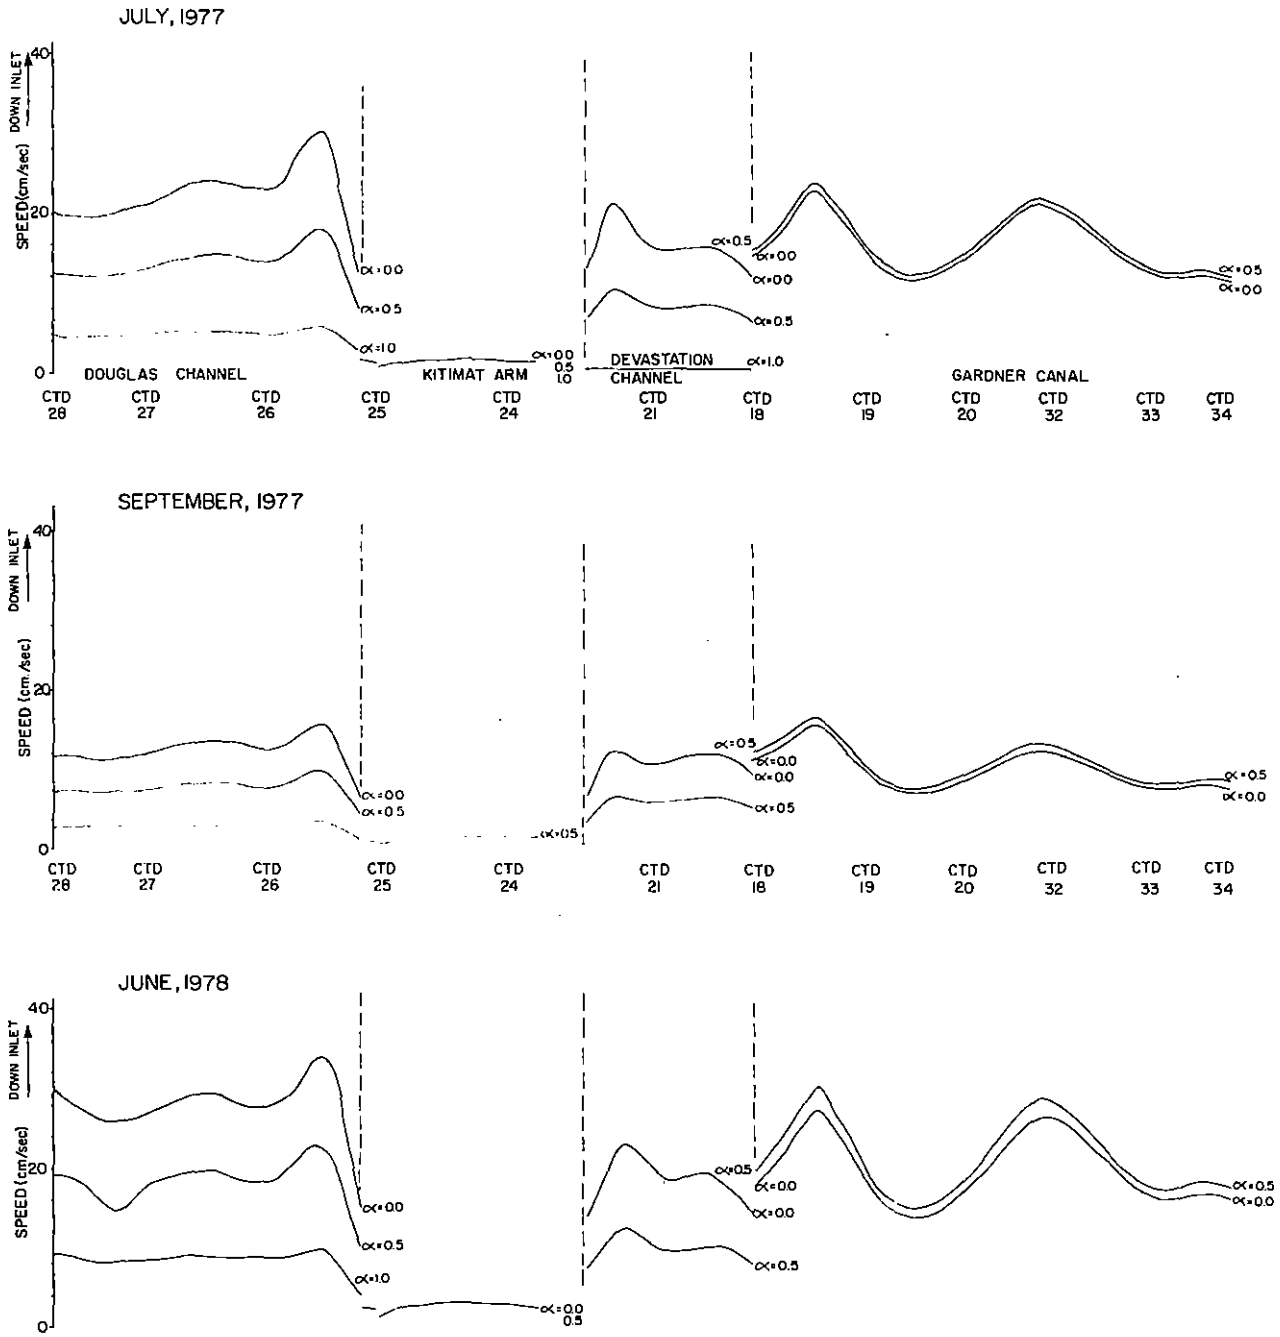 JULY, 1977
DOWN INLET
SPEED (cm/sec)
40
20
0
∝=0.0
∝=0.5
∝=1.0
∝=0.0
0.5
1.0
∝=0.5
∝=0.0
∝=0.0
∝=0.5
∝=1.0
∝=0.5
∝=0.0
DOUGLAS CHANNEL
KITIMAT ARM
DEVASTATION CHANNEL
GARDNER CANAL
CTD 28
CTD 27
CTD 26
CTD 25
CTD 24
CTD 21
CTD 18
CTD 19
CTD 20
CTD 32
CTD 33
CTD 34
SEPTEMBER, 1977
DOWN INLET
SPEED (cm./sec)
40
20
0
∝=0.0
∝=0.5
∝=0.5
∝=0.5
∝=0.0
∝=0.0
∝=0.5
∝=0.5
∝=0.0
CTD 28
CTD 27
CTD 26
CTD 25
CTD 24
CTD 21
CTD 18
CTD 19
CTD 20
CTD 32
CTD 33
CTD 34
JUNE, 1978
DOWN INLET
SPEED (cm/sec)
40
20
0
∝=0.0
∝=0.5
∝=1.0
∝=0.0
0.5
∝=0.5
∝=0.0
∝=0.0
∝=0.5
∝=0.5
∝=0.0